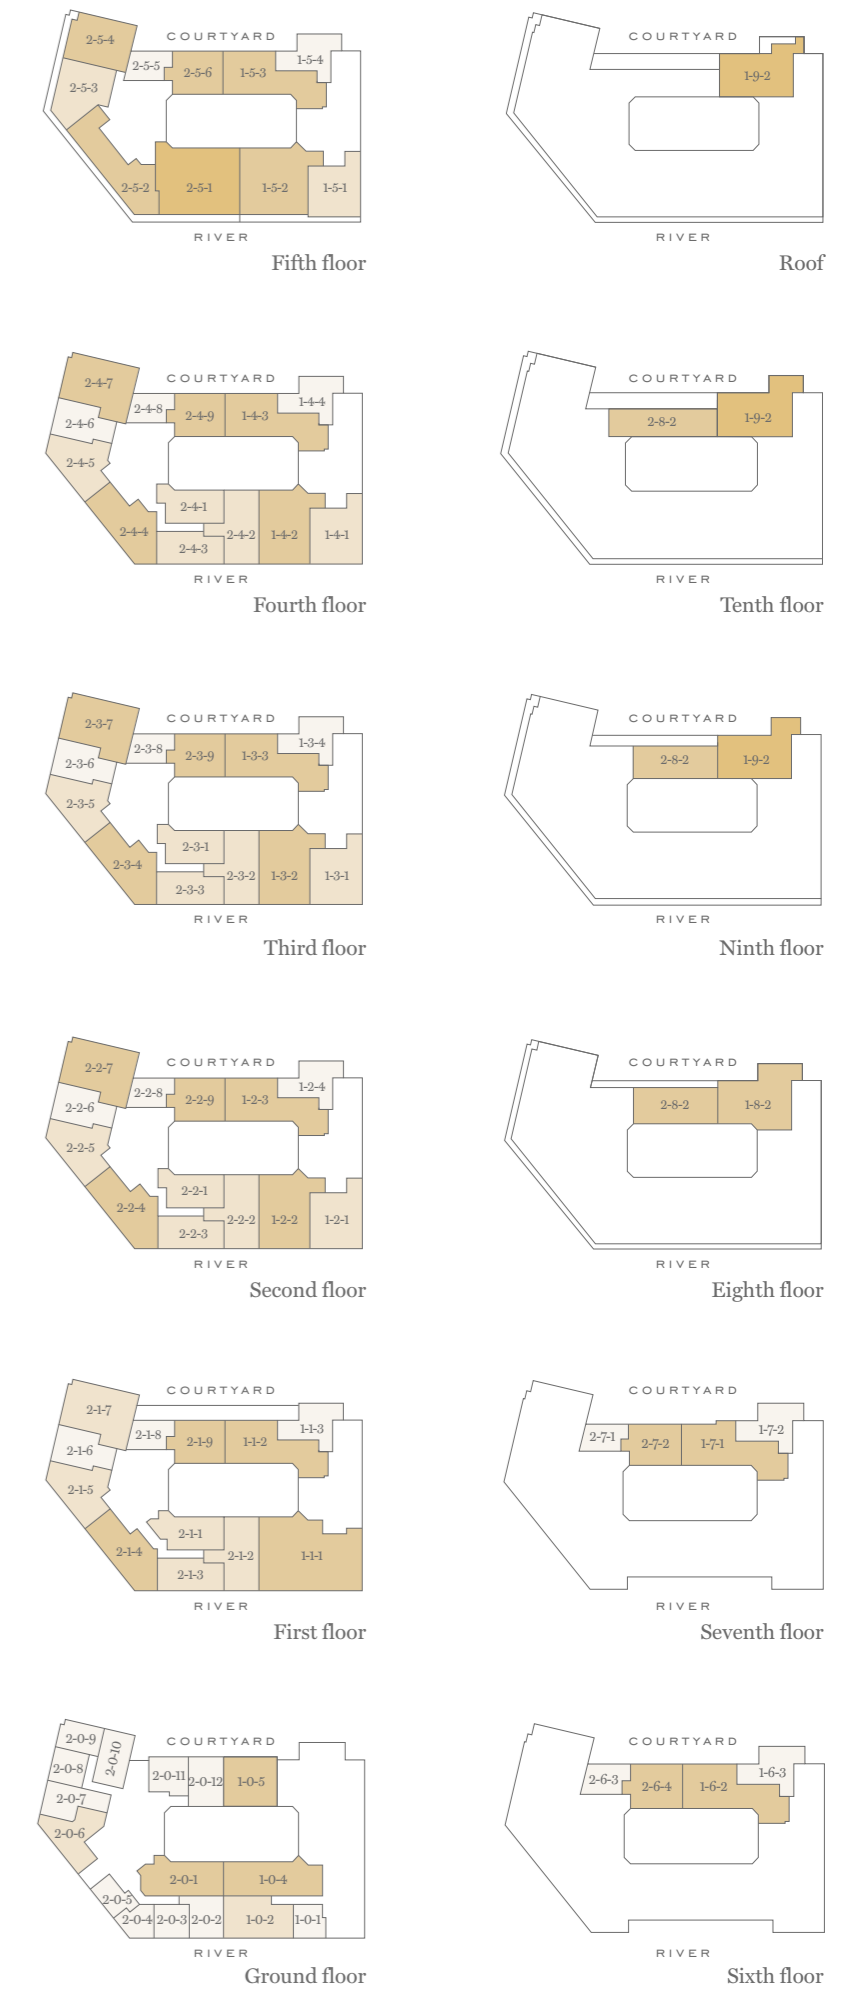 COURTYARD
2-5-4
2-5-5
2-5-6
1-5-3
1-5-4
2-5-3
2-5-2
2-5-1
1-5-2
1-5-1
RIVER
Fifth floor
COURTYARD
1-9-2
RIVER
Roof
COURTYARD
2-4-7
2-4-8
2-4-9
1-4-3
1-4-4
2-4-6
2-4-5
2-4-4
2-4-1
2-4-3
2-4-2
1-4-2
1-4-1
RIVER
Fourth floor
COURTYARD
2-8-2
1-9-2
RIVER
Tenth floor
COURTYARD
2-3-7
2-3-8
2-3-9
1-3-3
1-3-4
2-3-6
2-3-5
2-3-4
2-3-1
2-3-3
2-3-2
1-3-2
1-3-1
RIVER
Third floor
COURTYARD
2-8-2
1-9-2
RIVER
Ninth floor
COURTYARD
2-2-7
2-2-8
2-2-9
1-2-3
1-2-4
2-2-6
2-2-5
2-2-4
2-2-1
2-2-3
2-2-2
1-2-2
1-2-1
RIVER
Second floor
COURTYARD
2-8-2
1-8-2
RIVER
Eighth floor
COURTYARD
2-1-7
2-1-8
2-1-9
1-1-2
1-1-3
2-1-6
2-1-5
2-1-4
2-1-1
2-1-3
2-1-2
1-1-1
RIVER
First floor
COURTYARD
2-7-1
2-7-2
1-7-1
1-7-2
RIVER
Seventh floor
COURTYARD
2-0-9
2-0-10
2-0-8
2-0-11
2-0-12
1-0-5
2-0-7
2-0-6
2-0-1
1-0-4
2-0-5
2-0-4
2-0-3
2-0-2
1-0-2
1-0-1
RIVER
Ground floor
COURTYARD
2-6-3
2-6-4
1-6-2
1-6-3
RIVER
Sixth floor